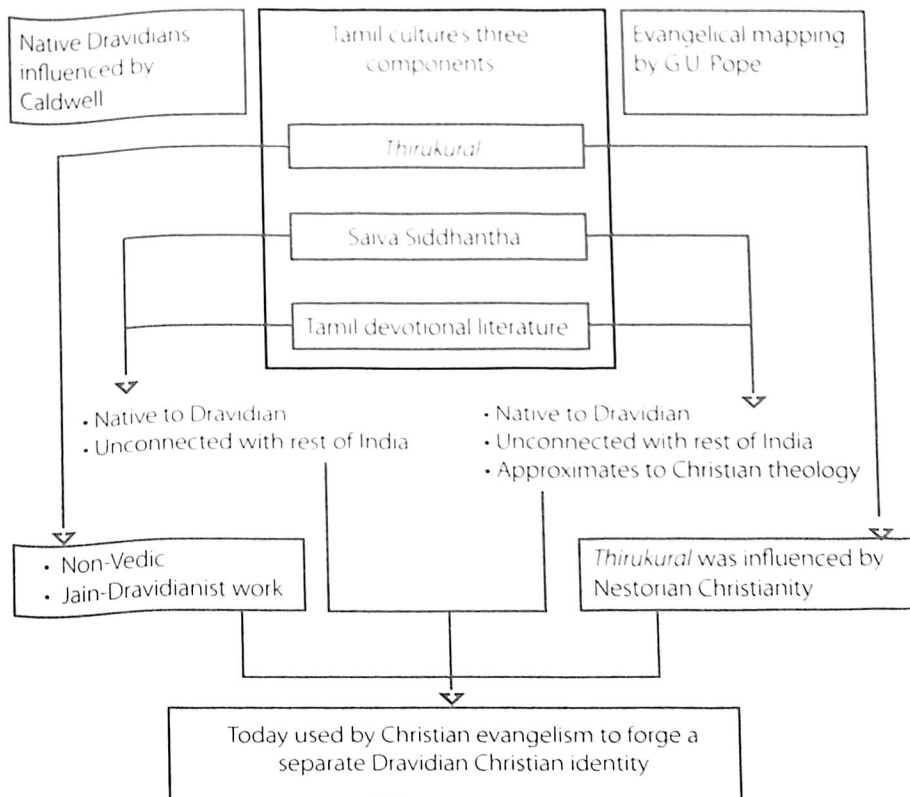 Native Dravidians
influenced by
Caldwell
Tamil culture's three
components
Evangelical mapping
by G.U. Pope
Thirukural
Saiva Siddhantha
Tamil devotional literature
• Native to Dravidian
• Unconnected with rest of India
• Native to Dravidian
• Unconnected with rest of India
• Approximates to Christian theology
• Non-Vedic
• Jain-Dravidianist work
Thirukural was influenced by
Nestorian Christianity
Today used by Christian evangelism to forge a
separate Dravidian Christian identity